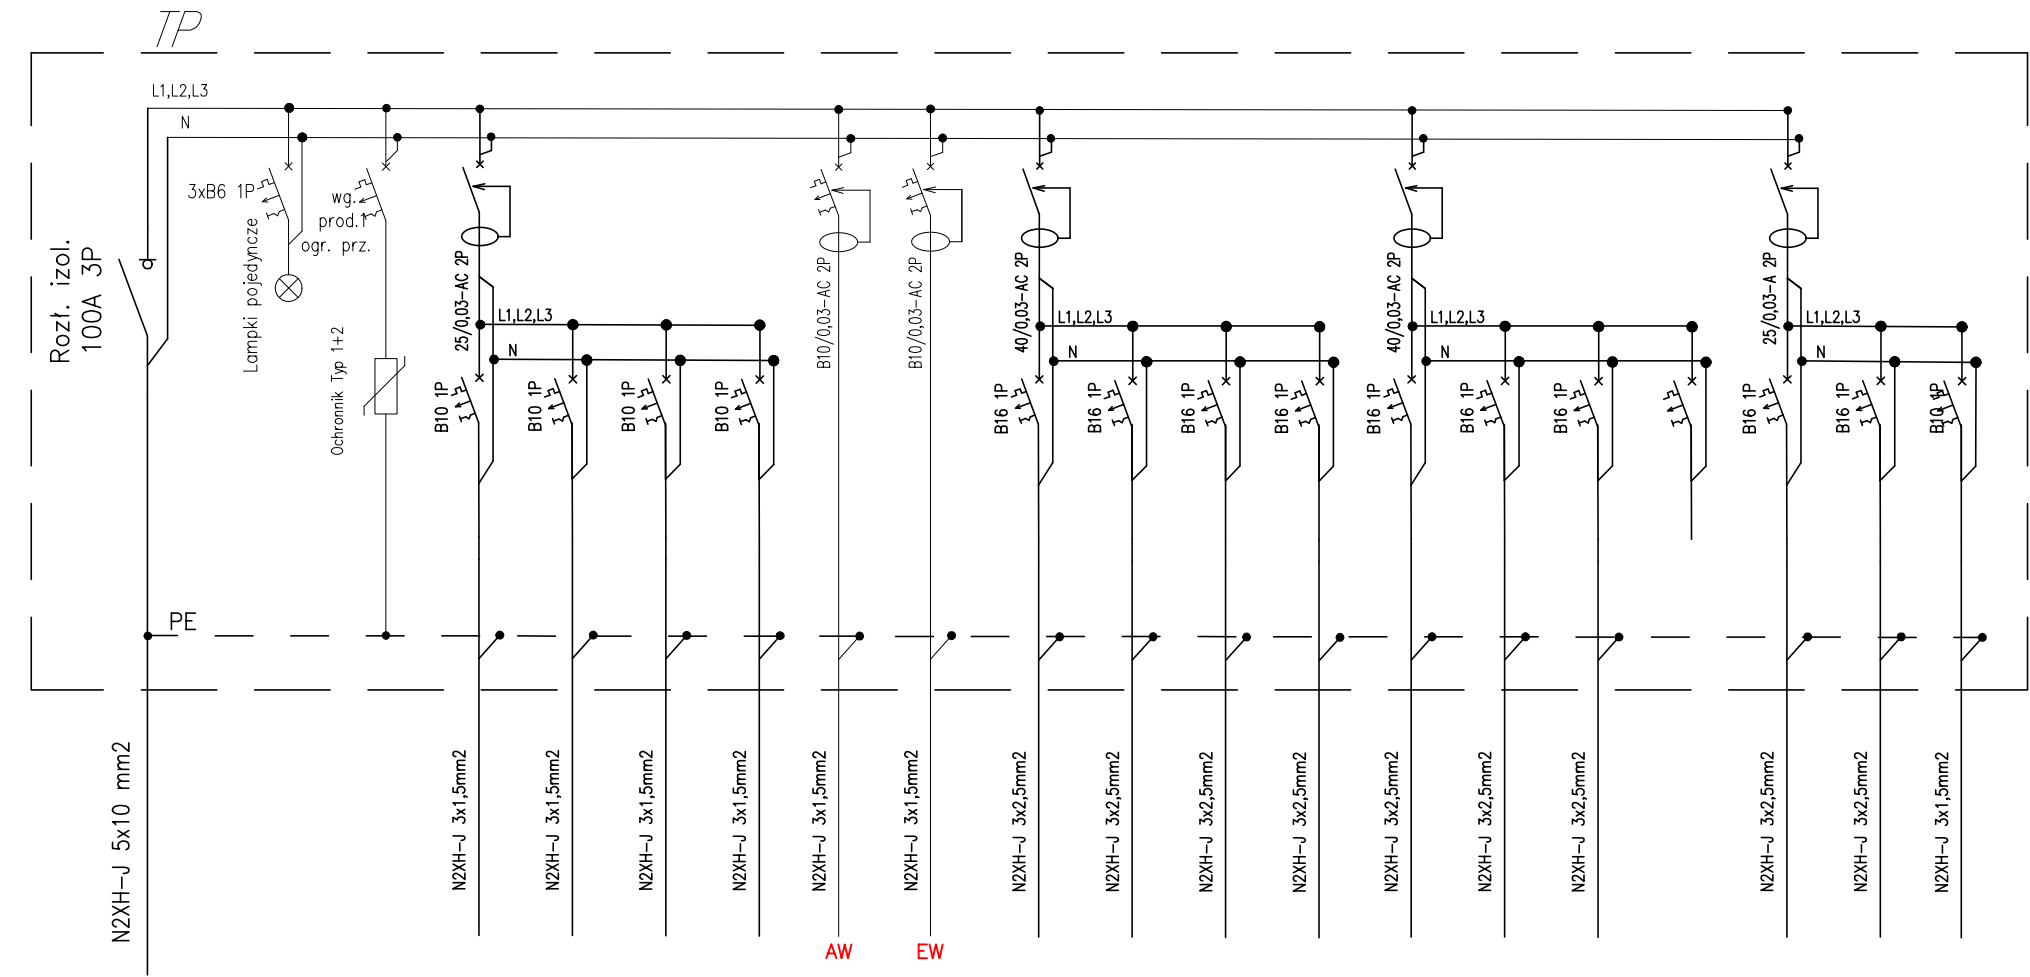 TP
L1,L2,L3
N
Rozł. izol.
100A 3P
3xB6 1P
Lampki pojedyncze
wg.
prod.1
ogr. prz.
Ochronnik Typ 1+2
25/0,03-AC 2P
L1,L2,L3
N
B10 1P
B10 1P
B10 1P
B10 1P
B10/0,03-AC 2P
B10/0,03-AC 2P
40/0,03-AC 2P
L1,L2,L3
N
B16 1P
B16 1P
B16 1P
B16 1P
40/0,03-AC 2P
L1,L2,L3
N
B16 1P
B16 1P
B16 1P
25/0,03-A 2P
L1,L2,L3
N
B16 1P
B16 1P
B10 1P
PE
N2XH-J 5x10 mm2
N2XH-J 3x1,5mm2
N2XH-J 3x1,5mm2
N2XH-J 3x1,5mm2
N2XH-J 3x1,5mm2
N2XH-J 3x1,5mm2
N2XH-J 3x1,5mm2
N2XH-J 3x2,5mm2
N2XH-J 3x2,5mm2
N2XH-J 3x2,5mm2
N2XH-J 3x2,5mm2
N2XH-J 3x2,5mm2
N2XH-J 3x2,5mm2
N2XH-J 3x2,5mm2
N2XH-J 3x2,5mm2
N2XH-J 3x2,5mm2
N2XH-J 3x1,5mm2
AW
EW